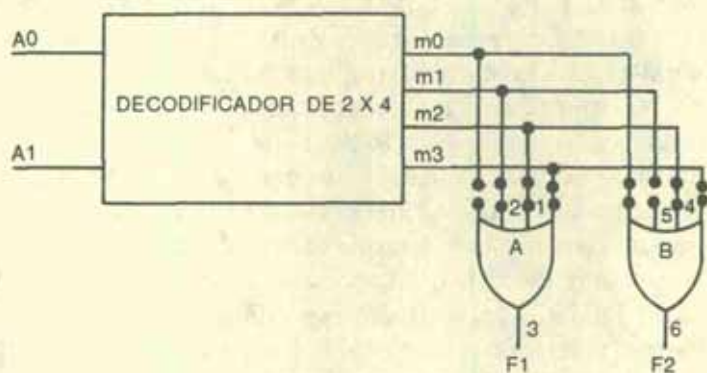 A0
A1
DECODIFICADOR DE 2 X 4
m0
m1
m2
m3
2 1
A
3
F1
5 4
B
6
F2